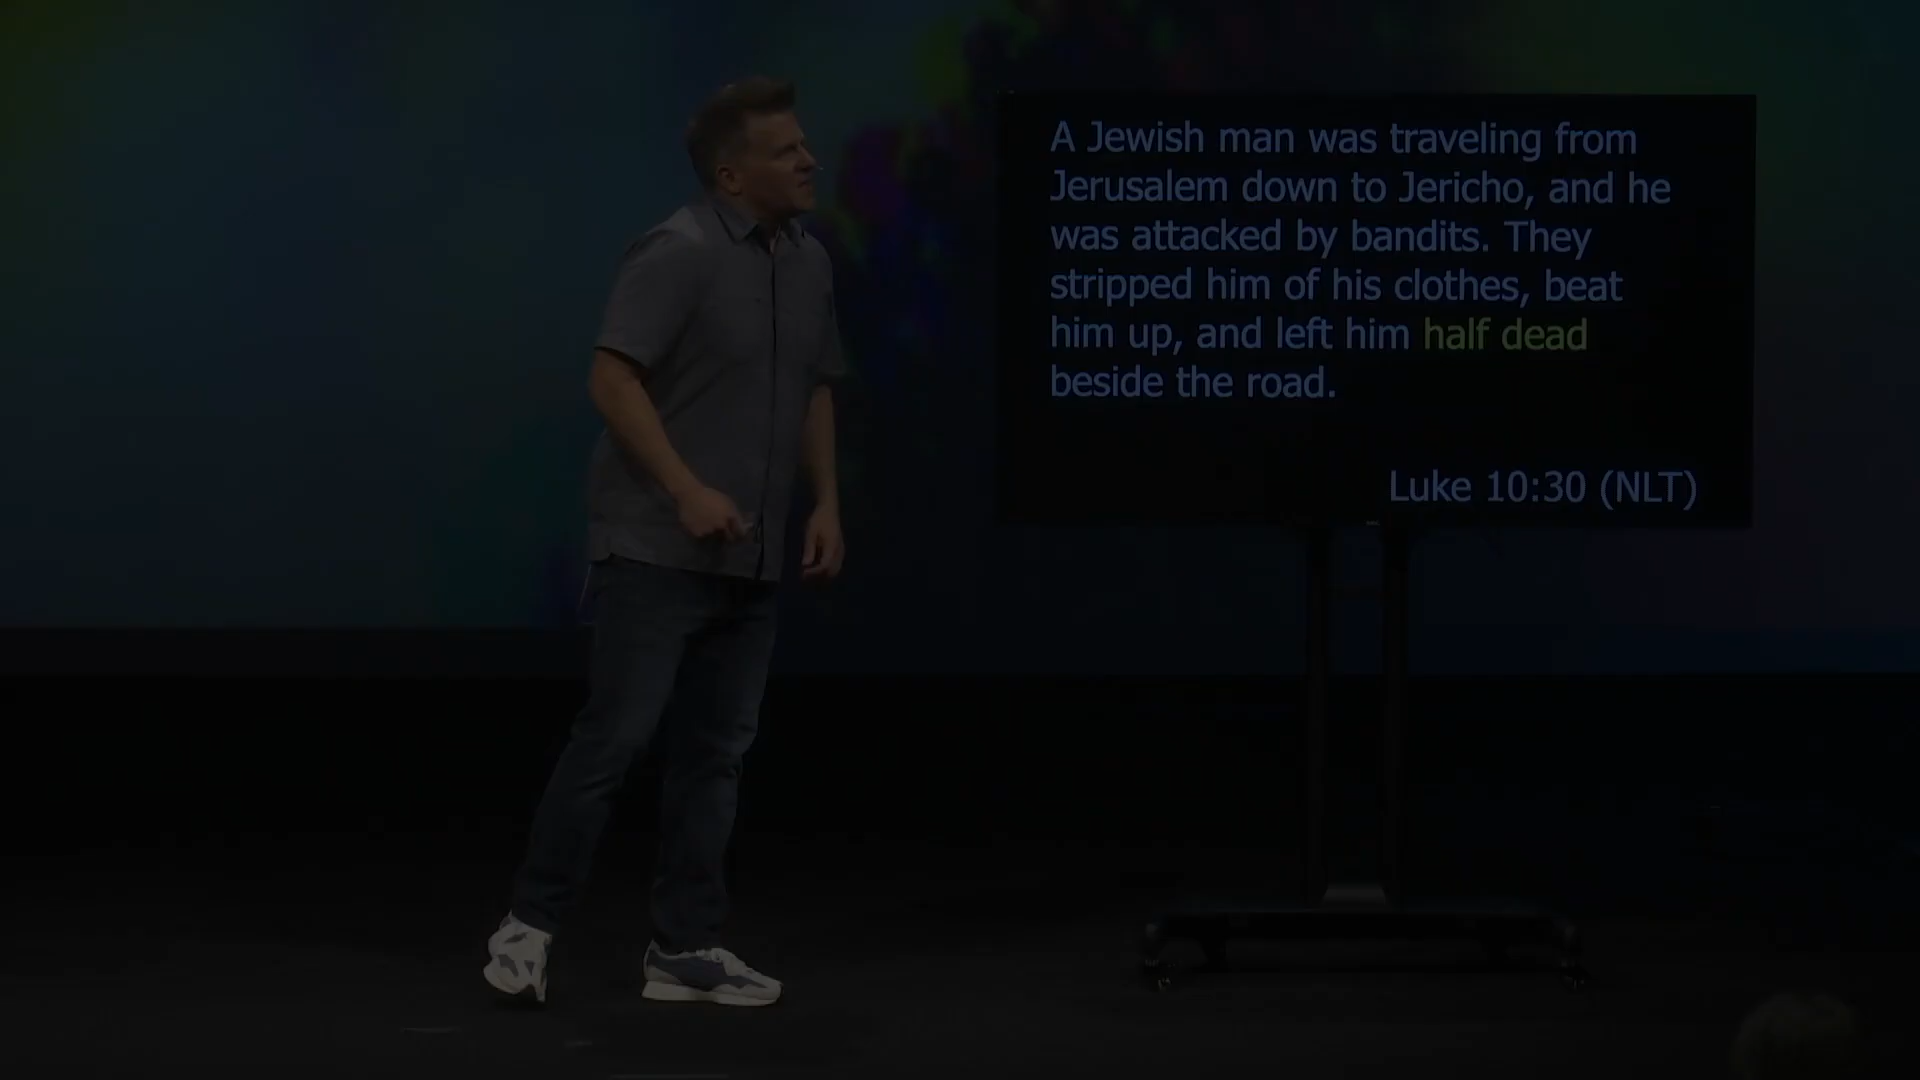 A Jewish man was traveling from
Jerusalem down to Jericho, and he
was attacked by bandits. They
stripped him of his clothes, beat
him up, and left him half dead
beside the road.
Luke 10:30 (NLT)